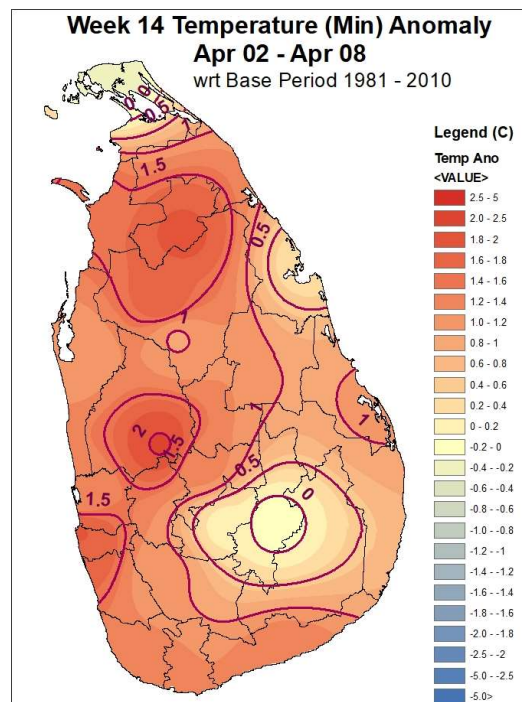 Week 14 Temperature (Min) Anomaly
Apr 02 - Apr 08
wrt Base Period 1981 - 2010
Legend (C)
Temp Ano
<VALUE>
2.5 - 5
2.0 - 2.5
1.8 - 2
1.6 - 1.8
1.4 - 1.6
1.2 - 1.4
1.0 - 1.2
0.8 - 1
0.6 - 0.8
0.4 - 0.6
0.2 - 0.4
0 - 0.2
-0.2 - 0
-0.4 - -0.2
-0.6 - -0.4
-0.8 - -0.6
-1.0 - -0.8
-1.2 - -1
-1.4 - -1.2
-1.6 - -1.4
-1.8 - -1.6
-2.0 - -1.8
-2.5 - -2
-5.0 - -2.5
-5.0>
0.0
0.5
1
1.5
0.5
1
1
2
1.5
1
0.5
0
1.5